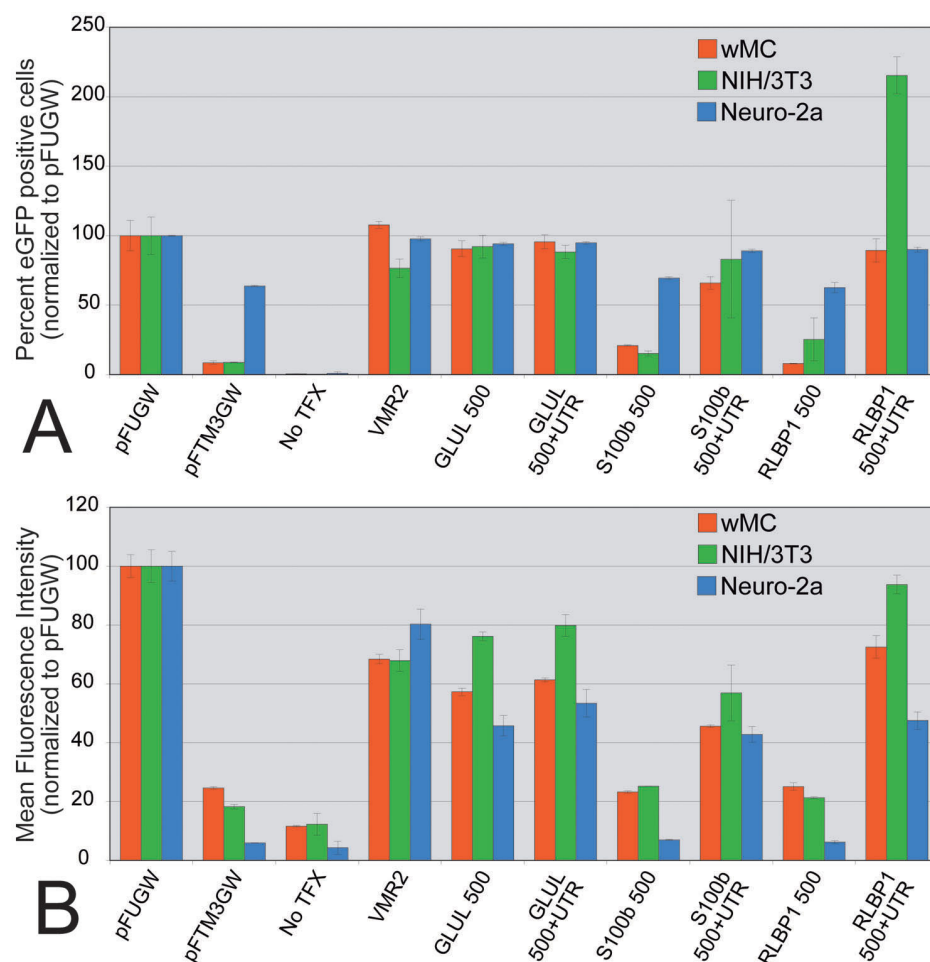 Percent eGFP positive cells
(normalized to pFUGW)
250
200
150
100
50
0
wMC
NIH/3T3
Neuro-2a
A
pFUGW
pFTM3GW
No TFX
VMR2
GLUL 500
GLUL
500+UTR
S100b 500
S100b
500+UTR
RLBP1 500
RLBP1
500+UTR
Mean Fluorescence Intensity
(normalized to pFUGW)
120
100
80
60
40
20
0
wMC
NIH/3T3
Neuro-2a
B
pFUGW
pFTM3GW
No TFX
VMR2
GLUL 500
GLUL
500+UTR
S100b 500
S100b
500+UTR
RLBP1 500
RLBP1
500+UTR